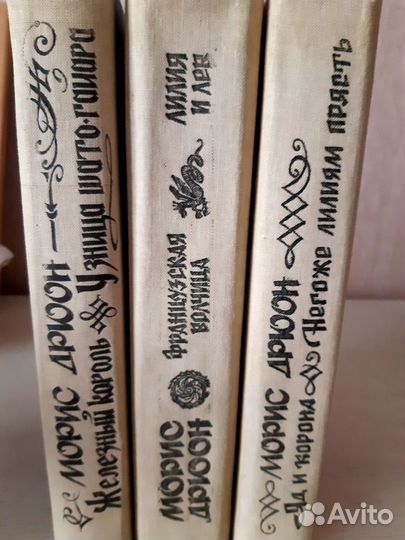 Морис Дрюон
Железный король Узница Шато-Гайара
Морис
Дрюон
Французская
волчица
Лилия
и лев
Морис Дрюон
Яд и корона Негоже лилиям прясть
Avito